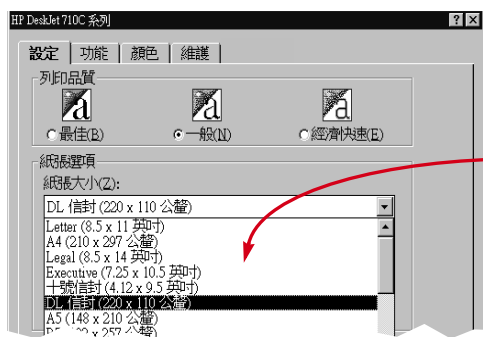 HP DeskJet 710C 系列
設定 功能 顏色 維護
列印品質
最佳(B) 一般(N) 經濟快速(E)
紙張選項
紙張大小(Z):
DL 信封 (220 x 110 公釐)
Letter (8.5 x 11 英吋)
A4 (210 x 297 公釐)
Legal (8.5 x 14 英吋)
Executive (7.25 x 10.5 英吋)
十號信封 (4.12 x 9.5 英吋)
DL 信封 (220 x 110 公釐)
A5 (148 x 210 公釐)
x 257 公釐)